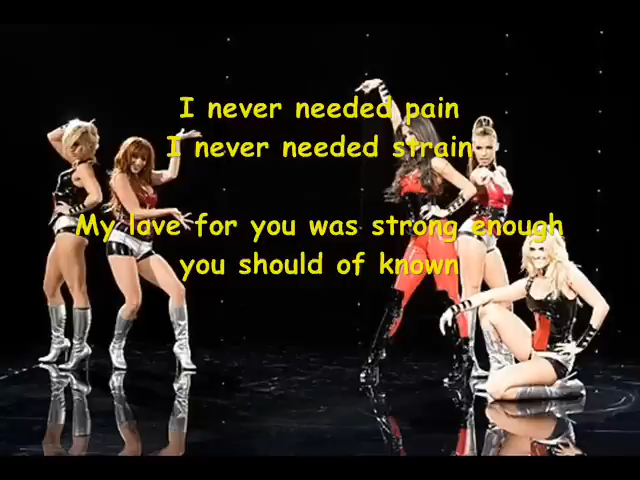 I never needed pain
I never needed strain
My lave for you was strong enough
you should of known